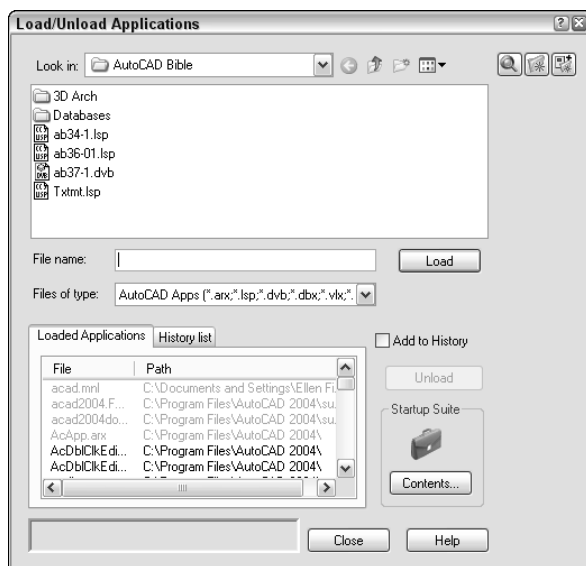 Load/Unload Applications
Look in: AutoCAD Bible
3D Arch
Databases
ab34-1.lsp
ab36-01.lsp
ab37-1.dvb
Txtmt.lsp
File name:
Load
Files of type: AutoCAD Apps (*.arx;*.lsp;*.dvb;*.dbx;*.vlx;*.
Loaded Applications History list
Add to History
File Path
acad.mnl C:\Documents and Settings\Ellen Fi.
acad2004.F... C:\Program Files\AutoCAD 2004\su.
acad2004do... C:\Program Files\AutoCAD 2004\su.
AcApp.arx C:\Program Files\AutoCAD 2004\
AcDblClkEdi... C:\Program Files\AutoCAD 2004\
AcDblClkEdi... C:\Program Files\AutoCAD 2004\
Unload
Startup Suite
Contents...
Close Help